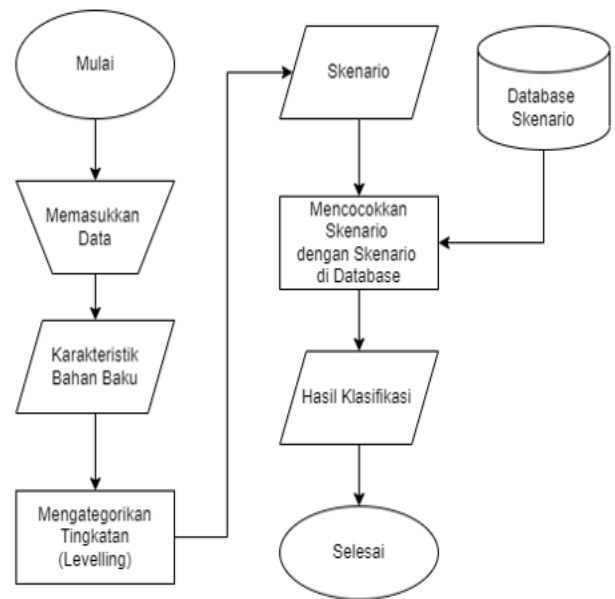 Mulai
Memasukkan
Data
Karakteristik
Bahan Baku
Mengategorikan
Tingkatan
(Levelling)
Skenario
Database
Skenario
Mencocokkan
Skenario
dengan Skenario
di Database
Hasil Klasifikasi
Selesai